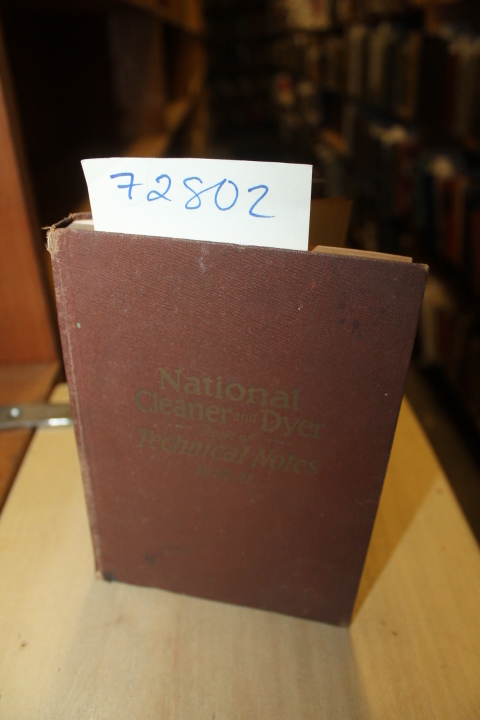 72802
National
Cleaner and Dyer
Technical Notes